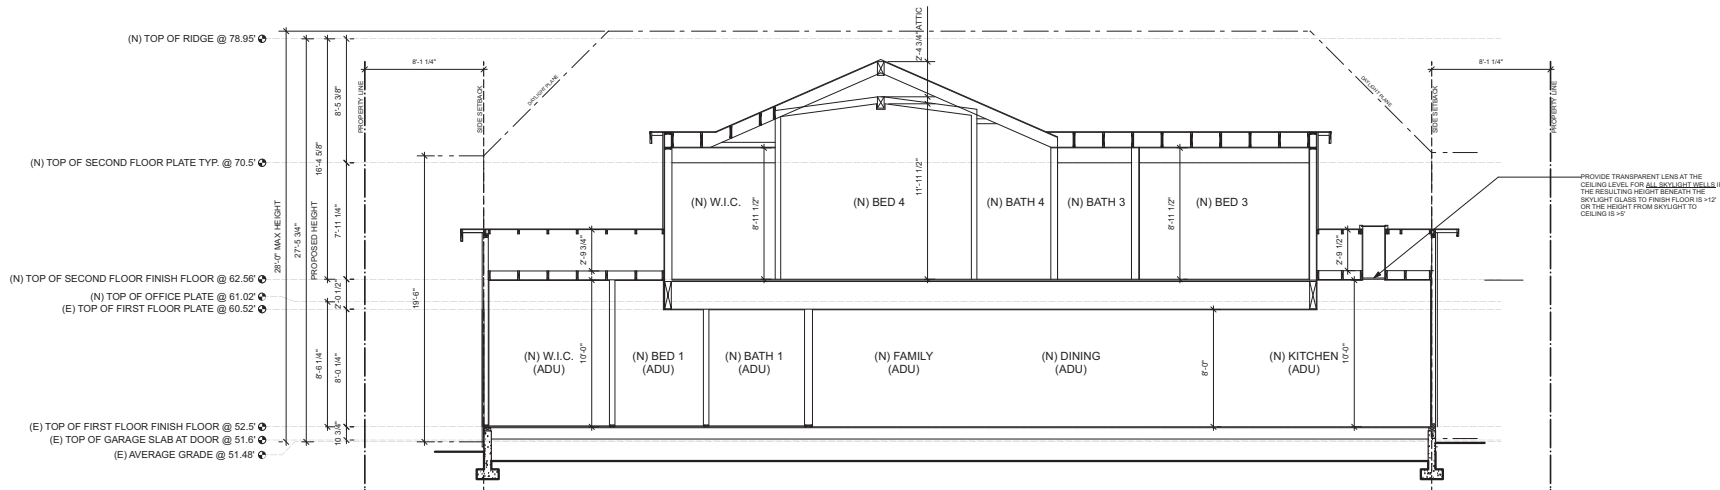 (N) TOP OF RIDGE @ 78.95'
(N) TOP OF SECOND FLOOR PLATE TYP. @ 70.5'
(N) TOP OF SECOND FLOOR FINISH FLOOR @ 62.56'
(N) TOP OF OFFICE PLATE @ 61.02'
(E) TOP OF FIRST FLOOR PLATE @ 60.52'
(E) TOP OF FIRST FLOOR FINISH FLOOR @ 52.5'
(E) TOP OF GARAGE SLAB AT DOOR @ 51.6'
(E) AVERAGE GRADE @ 51.48'
28'-0" MAX HEIGHT
27'-5 3/4"
PROPOSED HEIGHT
16'-4 5/8"
8'-6 1/4"
8'-5 3/8"
7'-11 1/4"
2'-0 1/2"
8'-0 1/4"
10 3/4"
PROPERTY LINE
8'-1 1/4"
19'-6"
SIDE SETBACK
DAYLIGHT PLANE
2'-4 3/4" ATTIC
11'-11 1/2"
(N) W.I.C.
8'-11 1/2"
(N) BED 4
(N) BATH 4
(N) BATH 3
8'-11 1/2"
(N) BED 3
2'-9 3/4"
2'-9 1/2"
(N) W.I.C.
(ADU)
10'-0"
(N) BED 1
(ADU)
(N) BATH 1
(ADU)
(N) FAMILY
(ADU)
(N) DINING
(ADU)
8'-0"
(N) KITCHEN
(ADU)
10'-0"
DAYLIGHT PLANE
8'-1 1/4"
SIDE SETBACK
PROPERTY LINE
PROVIDE TRANSPARENT LENS AT THE
CEILING LEVEL FOR ALL SKYLIGHT WELLS I
THE RESULTING HEIGHT BENEATH THE
SKYLIGHT GLASS TO FINISH FLOOR IS >12'
OR THE HEIGHT FROM SKYLIGHT TO
CEILING IS >5'